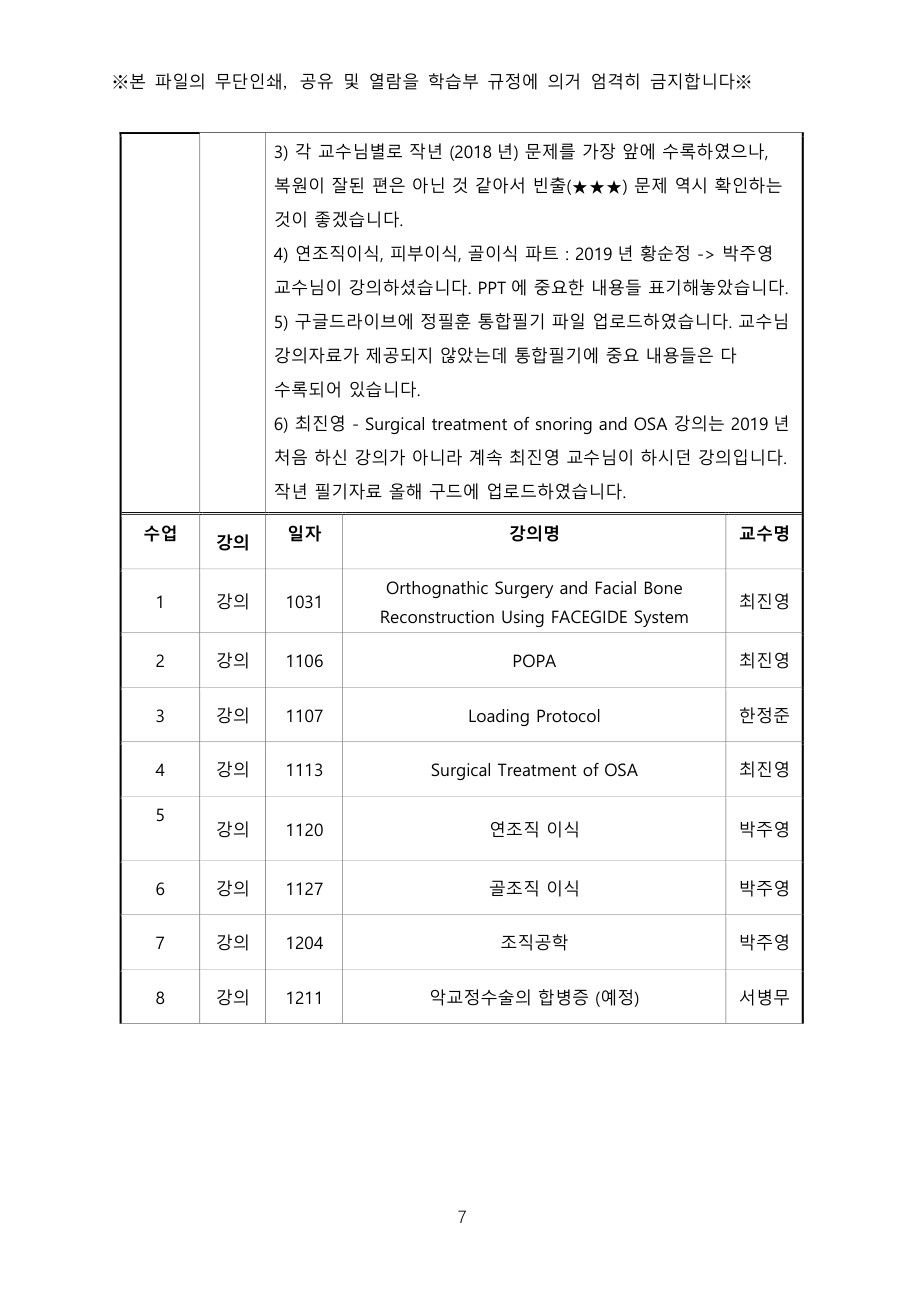 ※본 파일의 무단인쇄, 공유 및 열람을 학습부 규정에 의거 엄격히 금지합니다※
3) 각 교수님별로 작년 (2018 년) 문제를 가장 앞에 수록하였으나,
복원이 잘된 편은 아닌 것 같아서 빈출(★★★) 문제 역시 확인하는
것이 좋겠습니다.
4) 연조직이식, 피부이식, 골이식 파트 : 2019 년 황순정 -> 박주영
교수님이 강의하셨습니다. PPT 에 중요한 내용들 표기해놓았습니다.
5) 구글드라이브에 정필훈 통합필기 파일 업로드하였습니다. 교수님
강의자료가 제공되지 않았는데 통합필기에 중요 내용들은 다
수록되어 있습니다.
6) 최진영 - Surgical treatment of snoring and OSA 강의는 2019 년
처음 하신 강의가 아니라 계속 최진영 교수님이 하시던 강의입니다.
작년 필기자료 올해 구드에 업로드하였습니다.
수업 강의 일자 강의명 교수명
1 강의 1031 Orthognathic Surgery and Facial Bone
Reconstruction Using FACEGIDE System 최진영
2 강의 1106 POPA 최진영
3 강의 1107 Loading Protocol 한정준
4 강의 1113 Surgical Treatment of OSA 최진영
5 강의 1120 연조직 이식 박주영
6 강의 1127 골조직 이식 박주영
7 강의 1204 조직공학 박주영
8 강의 1211 악교정수술의 합병증 (예정) 서병무
7